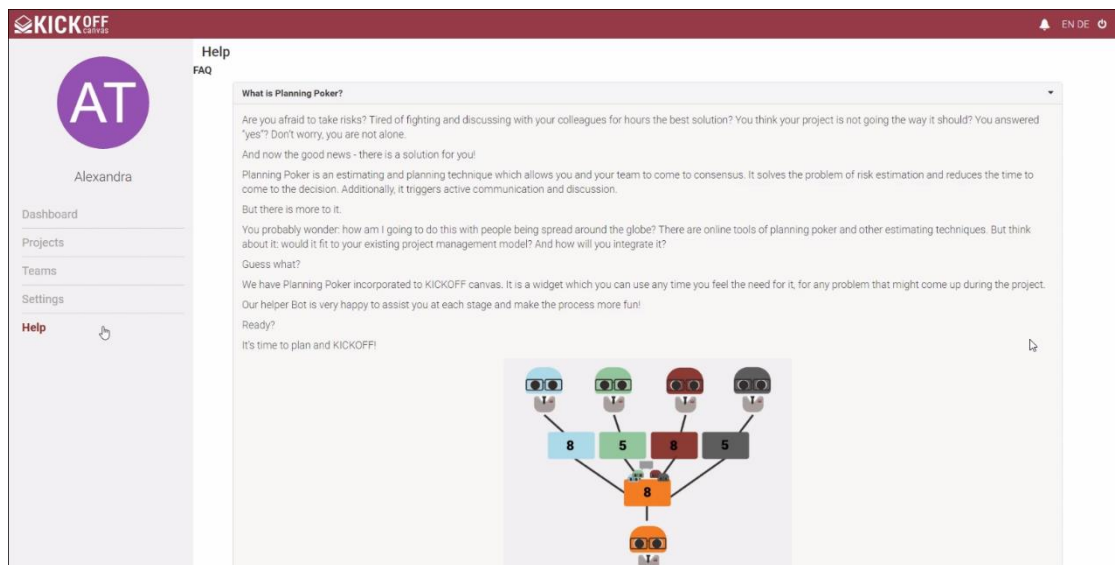 KICKOFF
canvas
EN DE
AT
Alexandra
Dashboard
Projects
Teams
Settings
Help
Help
FAQ
What is Planning Poker?
Are you afraid to take risks? Tired of fighting and discussing with your colleagues for hours the best solution? You think your project is not going the way it should? You answered
"yes"? Don't worry, you are not alone.
And now the good news - there is a solution for you!
Planning Poker is an estimating and planning technique which allows you and your team to come to consensus. It solves the problem of risk estimation and reduces the time to
come to the decision. Additionally, it triggers active communication and discussion.
But there is more to it.
You probably wonder: how am I going to do this with people being spread around the globe? There are online tools of planning poker and other estimating techniques. But think
about it: would it fit to your existing project management model? And how will you integrate it?
Guess what?
We have Planning Poker incorporated to KICKOFF canvas. It is a widget which you can use any time you feel the need for it, for any problem that might come up during the project.
Our helper Bot is very happy to assist you at each stage and make the process more fun!
Ready?
It's time to plan and KICKOFF!
8 5 8 5
8